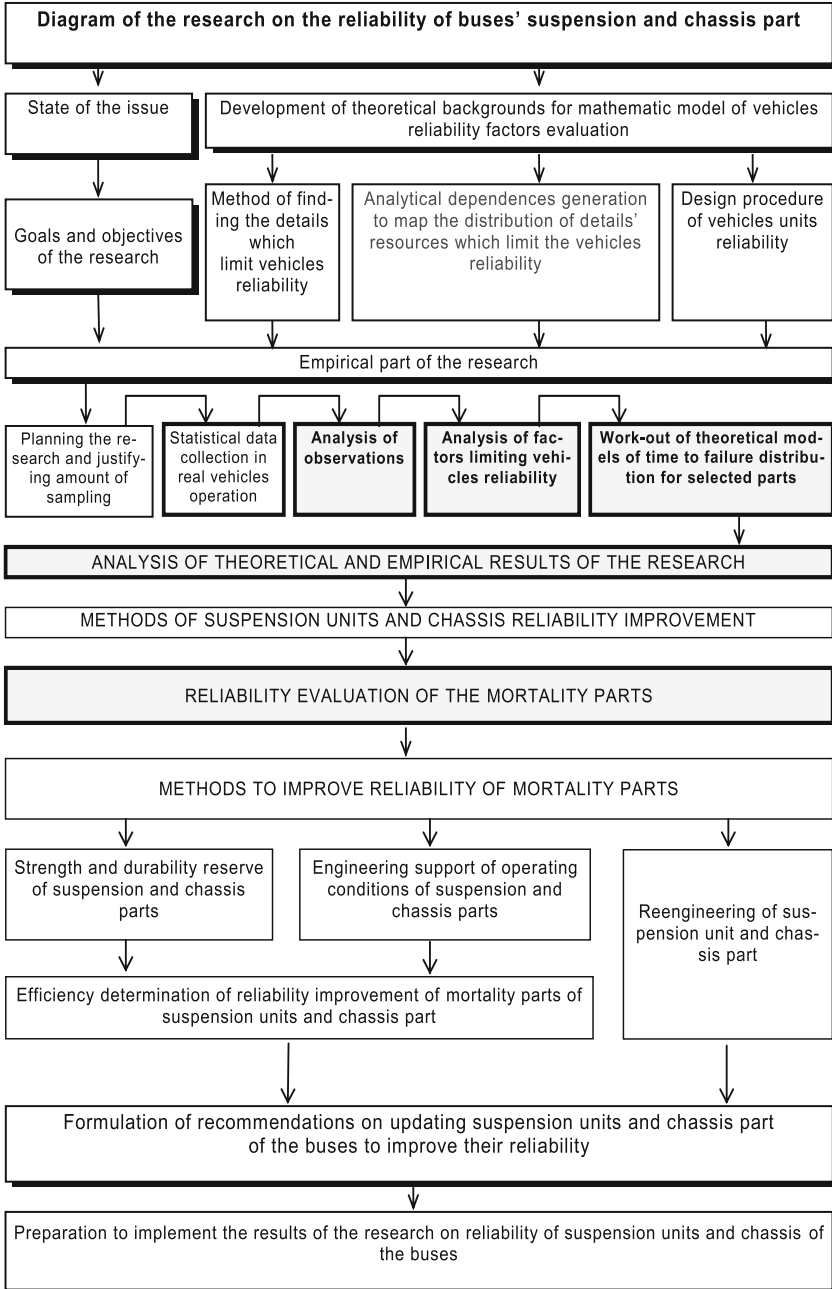 Diagram of the research on the reliability of buses' suspension and chassis part
State of the issue
Development of theoretical backgrounds for mathematic model of vehicles
reliability factors evaluation
Goals and objectives
of the research
Method of find-
ing the details
which
limit vehicles
reliability
Analytical dependences generation
to map the distribution of details'
resources which limit the vehicles
reliability
Design procedure
of vehicles units
reliability
Empirical part of the research
Planning the re-
search and justify-
ing amount of
sampling
Statistical data
collection in
real vehicles
operation
Analysis of
observations
Analysis of fac-
tors limiting vehi-
cles reliability
Work-out of theoretical mod-
els of time to failure distribu-
tion for selected parts
ANALYSIS OF THEORETICAL AND EMPIRICAL RESULTS OF THE RESEARCH
METHODS OF SUSPENSION UNITS AND CHASSIS RELIABILITY IMPROVEMENT
RELIABILITY EVALUATION OF THE MORTALITY PARTS
METHODS TO IMPROVE RELIABILITY OF MORTALITY PARTS
Strength and durability reserve
of suspension and chassis
parts
Engineering support of operating
conditions of suspension and
chassis parts
Reengineering of sus-
pension unit and chas-
sis part
Efficiency determination of reliability improvement of mortality parts of
suspension units and chassis part
Formulation of recommendations on updating suspension units and chassis part
of the buses to improve their reliability
Preparation to implement the results of the research on reliability of suspension units and chassis of
the buses